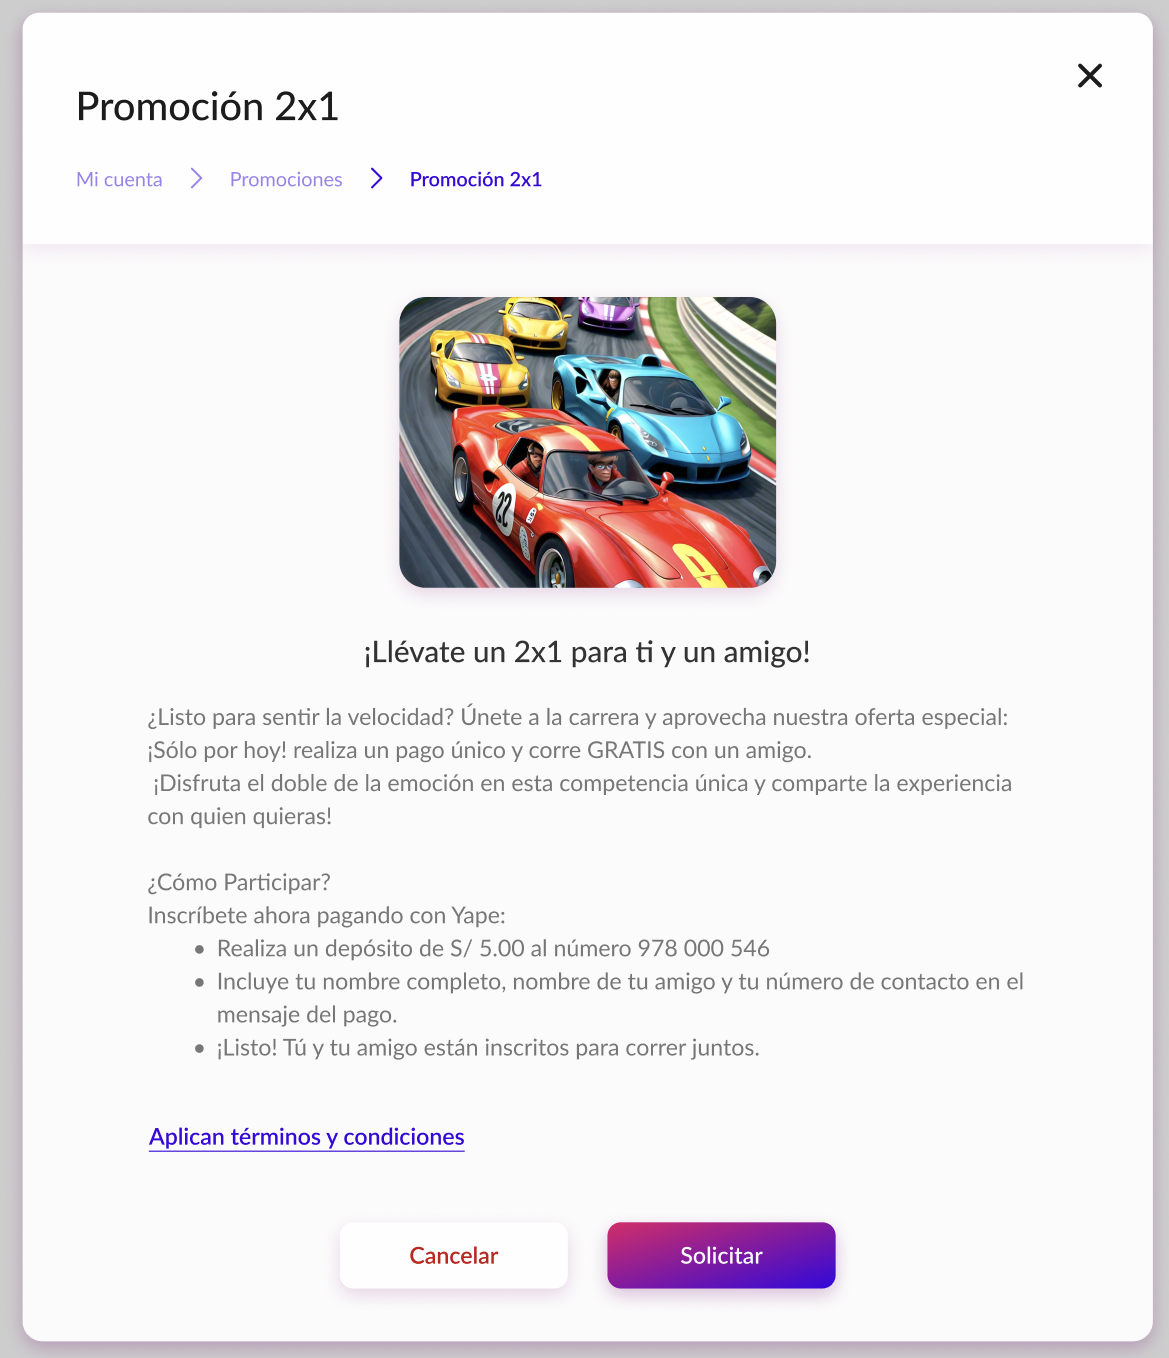 Promoción 2x1
Mi cuenta > Promociones > Promoción 2x1
22
¡Llévate un 2x1 para ti y un amigo!
¿Listo para sentir la velocidad? Únete a la carrera y aprovecha nuestra oferta especial:
¡Sólo por hoy! realiza un pago único y corre GRATIS con un amigo.
¡Disfruta el doble de la emoción en esta competencia única y comparte la experiencia
con quien quieras!
¿Cómo Participar?
Inscríbete ahora pagando con Yape:
• Realiza un depósito de S/ 5.00 al número 978 000 546
• Incluye tu nombre completo, nombre de tu amigo y tu número de contacto en el
mensaje del pago.
• ¡Listo! Tú y tu amigo están inscritos para correr juntos.
Aplican términos y condiciones
Cancelar
Solicitar